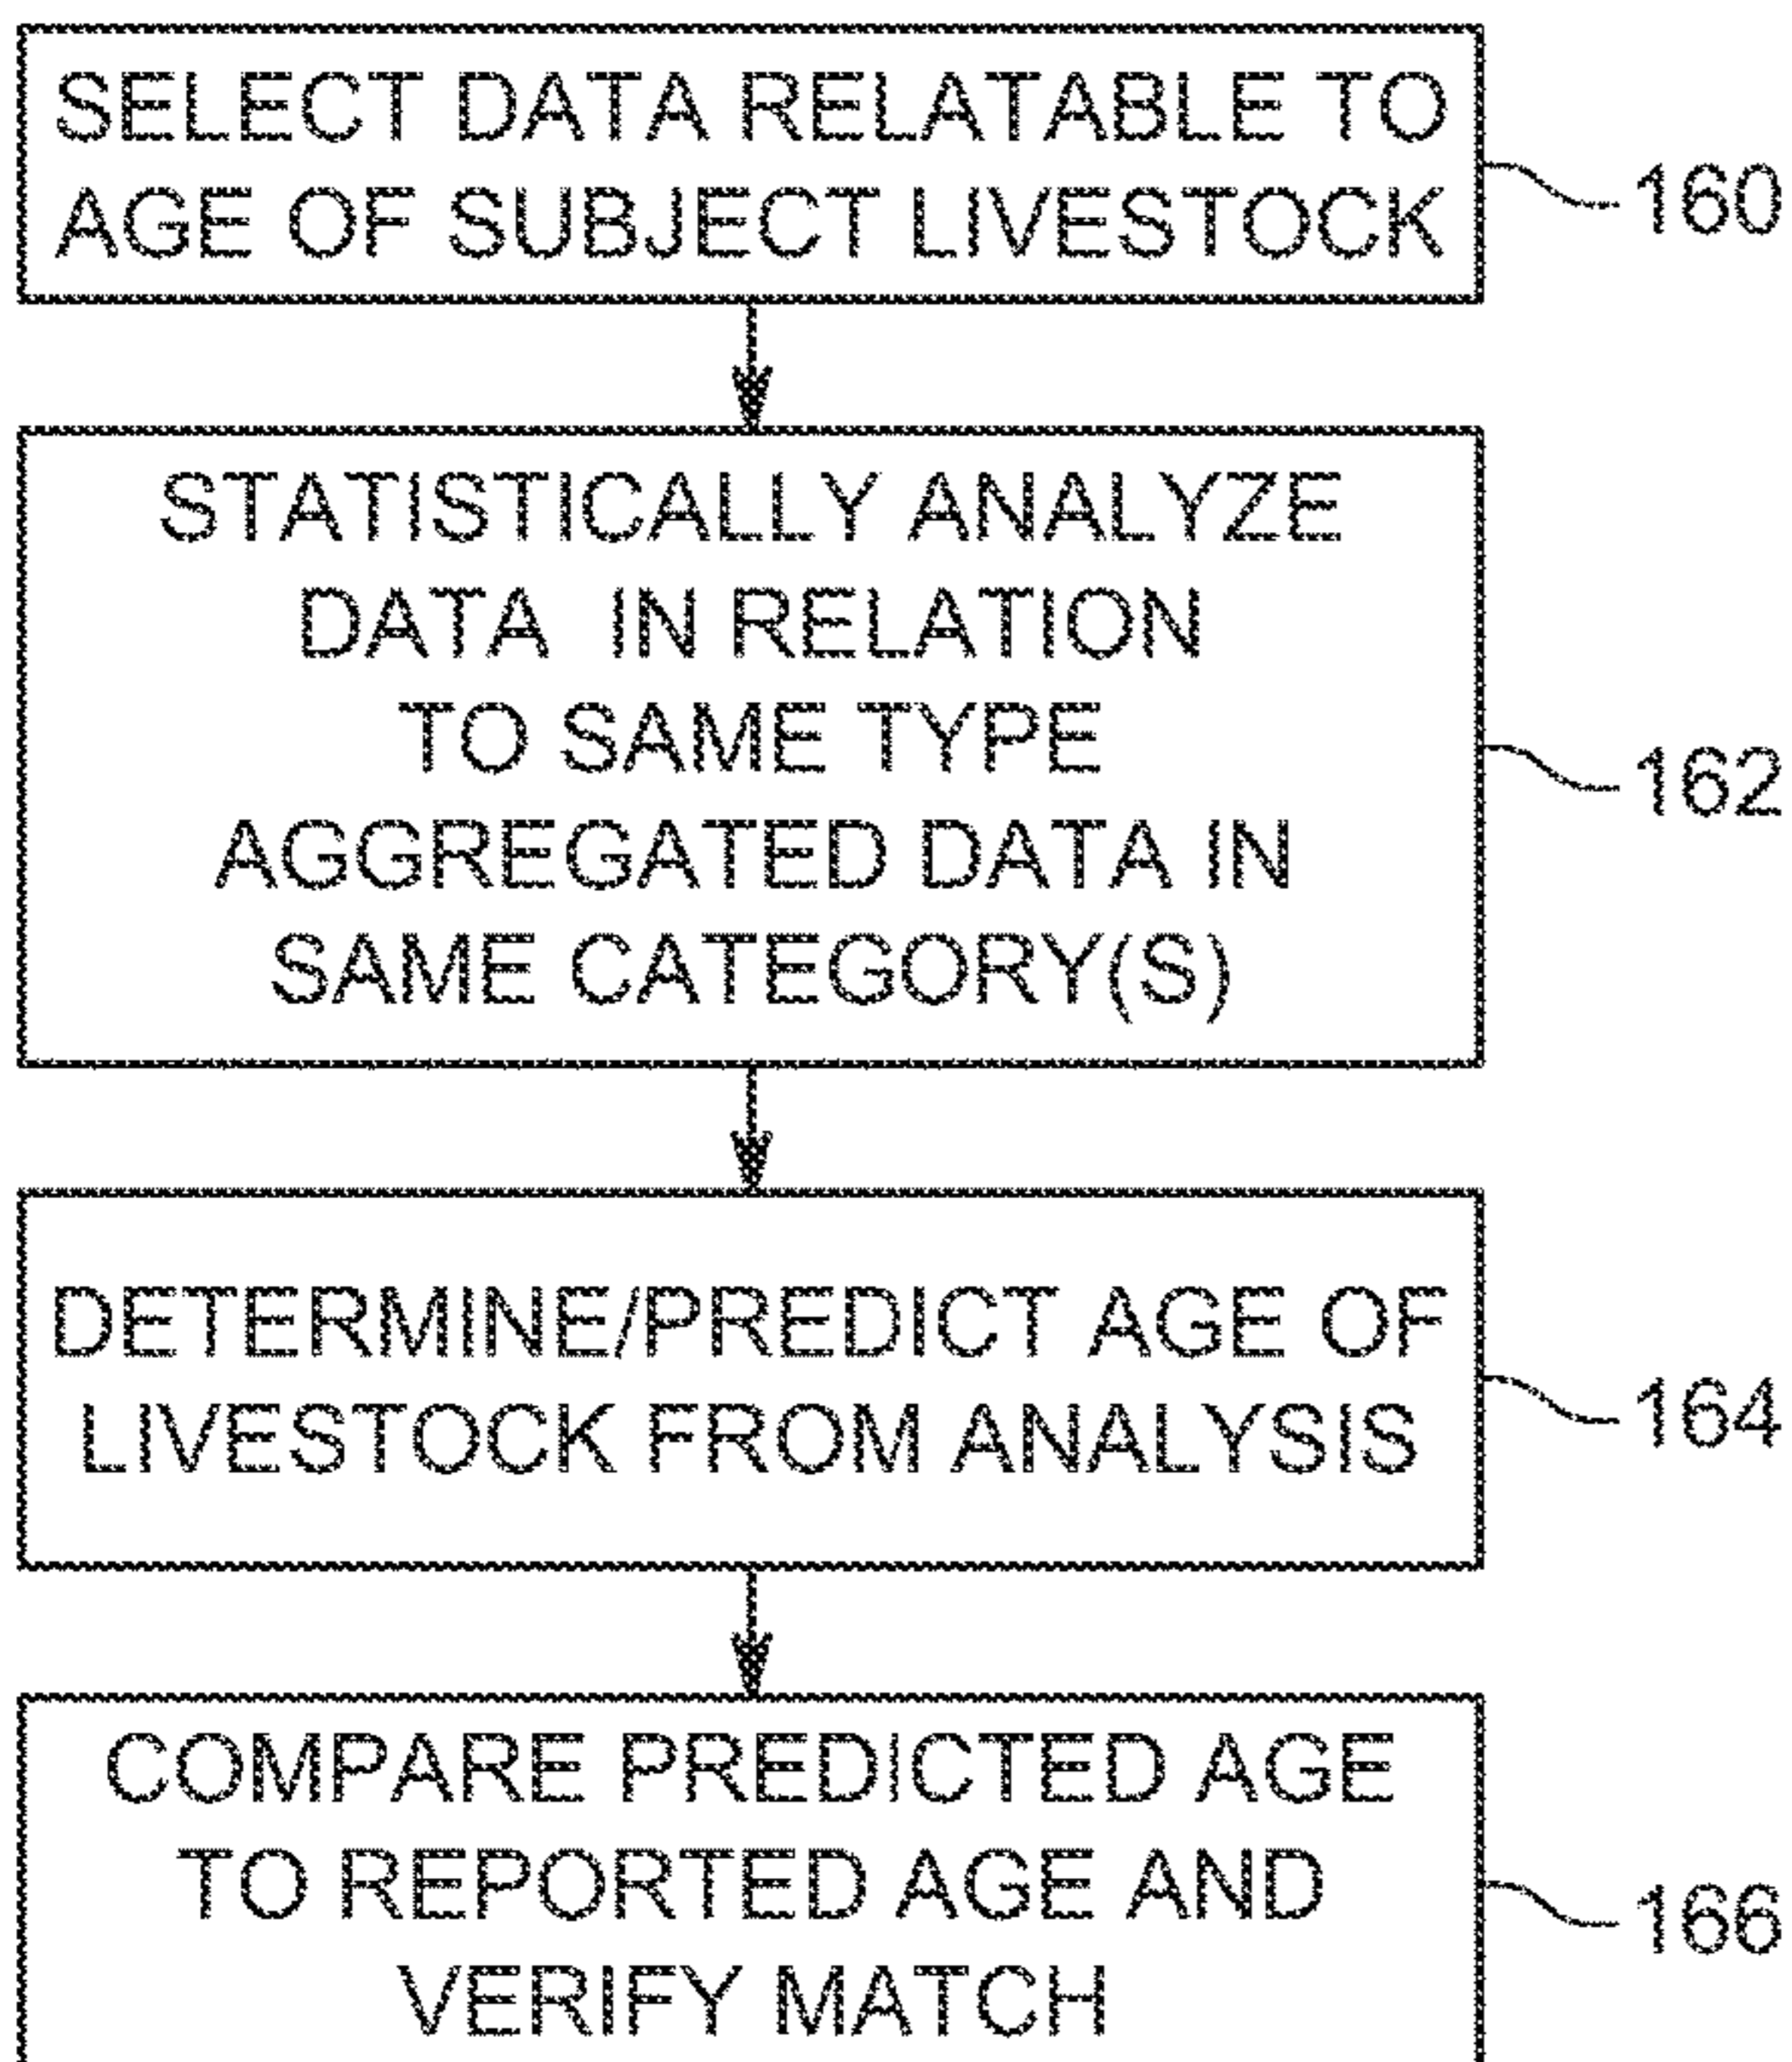 SELECT DATA RELATABLE TO
AGE OF SUBJECT LIVESTOCK
160
STATISTICALLY ANALYZE
DATA IN RELATION
TO SAME TYPE
AGGREGATED DATA IN
SAME CATEGORY(S)
162
DETERMINE/PREDICT AGE OF
LIVESTOCK FROM ANALYSIS
164
COMPARE PREDICTED AGE
TO REPORTED AGE AND
VERIFY MATCH
166